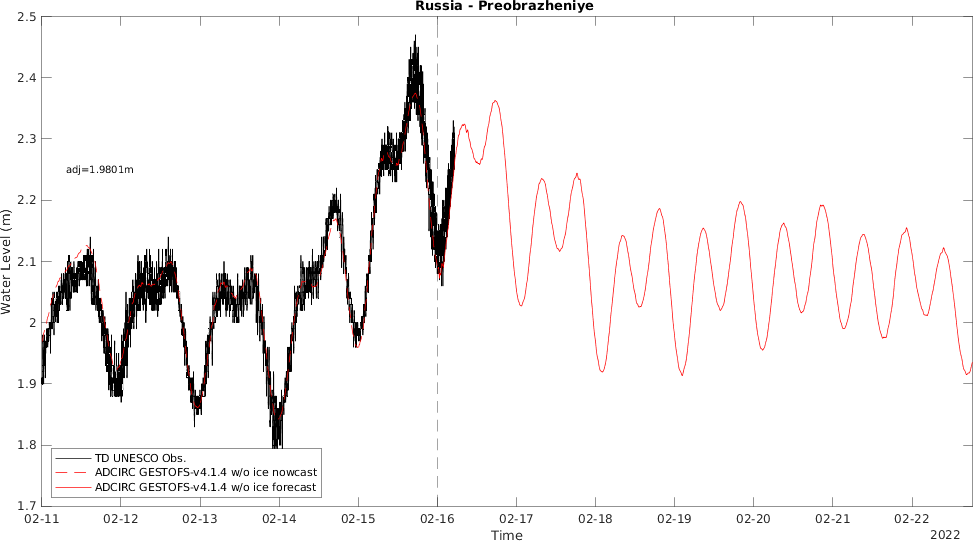 Russia - Preobrazheniye
2.5
2.4
2.3
2.2
2.1
2
1.9
1.8
1.7
Water Level (m)
adj=1.9801m
TD UNESCO Obs.
ADCIRC GESTOFS-v4.1.4 w/o ice nowcast
ADCIRC GESTOFS-v4.1.4 w/o ice forecast
02-11 02-12 02-13 02-14 02-15 02-16 02-17 02-18 02-19 02-20 02-21 02-22
Time
2022